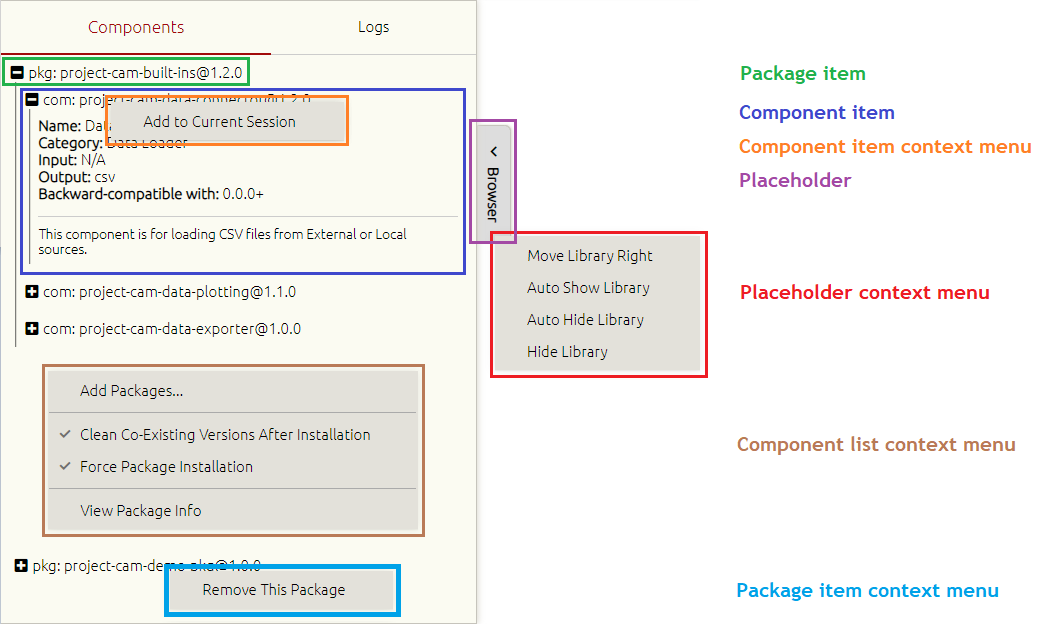 Components
Logs
pkg: project-cam-built-ins@1.2.0
com: project-cam-data-connector@1.2.0
Add to Current Session
Name: Dat
Category: Data Loader
Input: N/A
Output: csv
Backward-compatible with: 0.0.0+
This component is for loading CSV files from External or Local
sources.
com: project-cam-data-plotting@1.1.0
com: project-cam-data-exporter@1.0.0
Add Packages...
Clean Co-Existing Versions After Installation
Force Package Installation
View Package Info
pkg: project-cam-demo-pkg@1.0.0
Remove This Package
< Browser
Move Library Right
Auto Show Library
Auto Hide Library
Hide Library
Package item
Component item
Component item context menu
Placeholder
Placeholder context menu
Component list context menu
Package item context menu